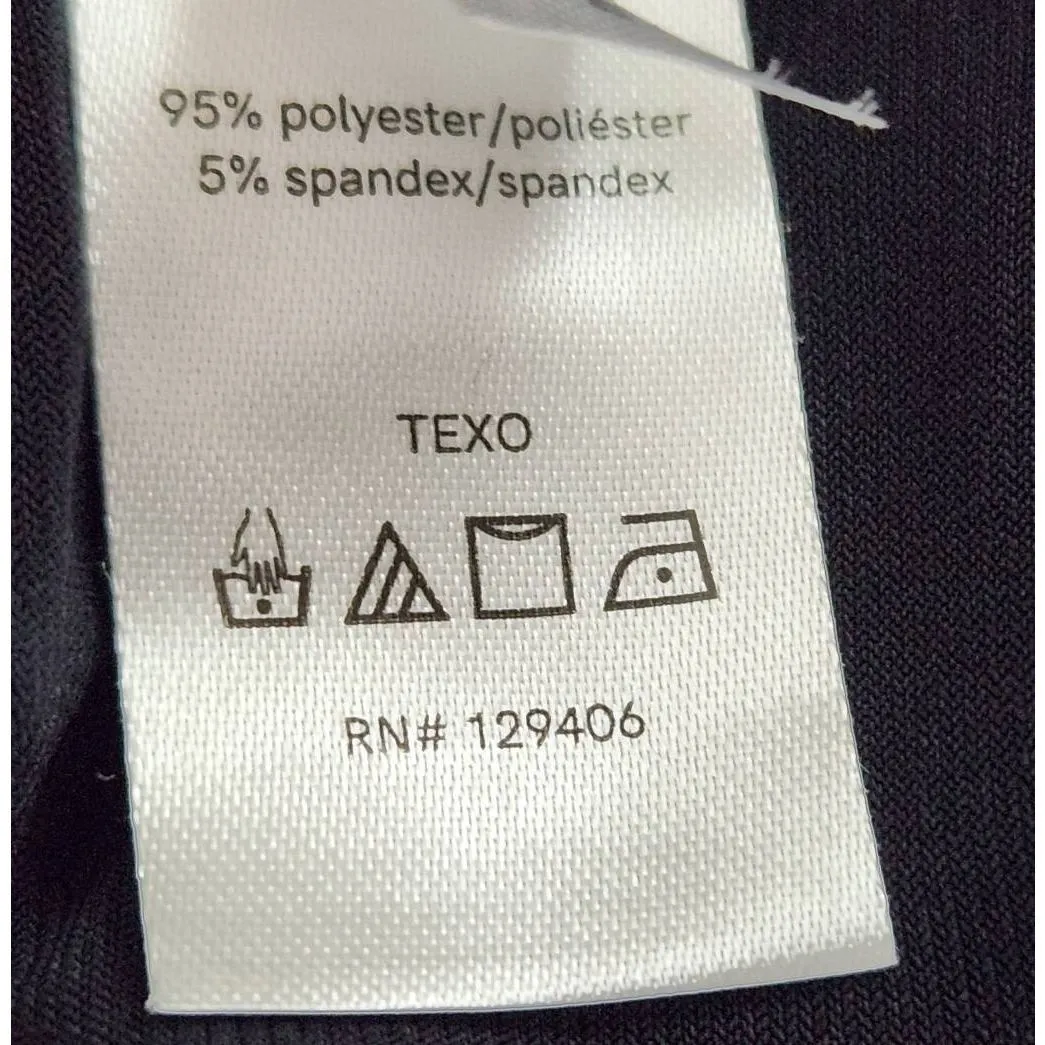 95% polyester/poliéster
5% spandex/spandex
TEXO
RN# 129406